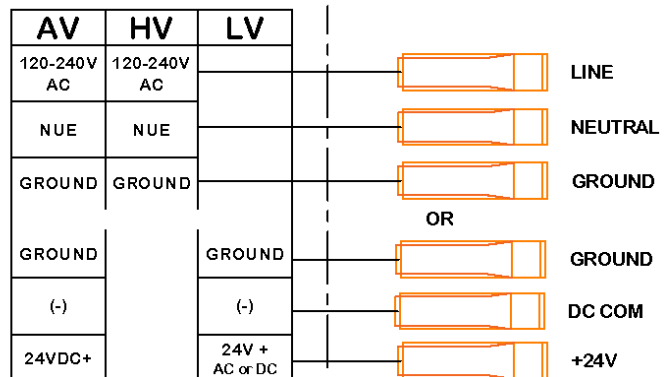 AV HV LV
120-240V 120-240V
AC AC LINE
NUE NUE NEUTRAL
GROUND GROUND GROUND
OR
GROUND GROUND GROUND
(-) (-) DC COM
24VDC+ 24V + +24V
AC or DC